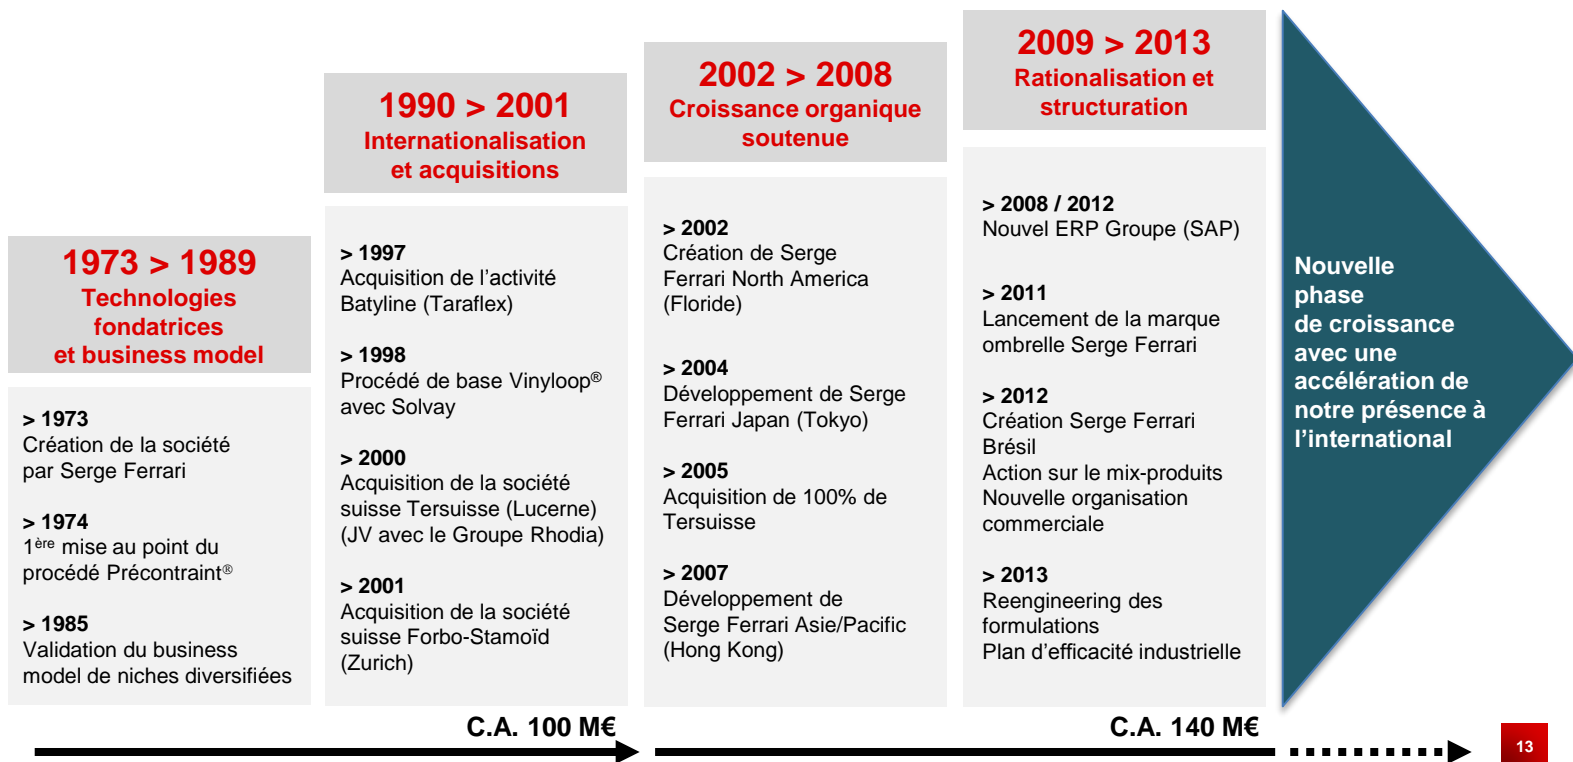 1973 > 1989
Technologies
fondatrices
et business model
> 1973
Création de la société
par Serge Ferrari
> 1974
1ère mise au point du
procédé Précontraint®
> 1985
Validation du business
model de niches diversifiées
1990 > 2001
Internationalisation
et acquisitions
> 1997
Acquisition de l’activité
Batyline (Taraflex)
> 1998
Procédé de base Vinyloop®
avec Solvay
> 2000
Acquisition de la société
suisse Tersuisse (Lucerne)
(JV avec le Groupe Rhodia)
> 2001
Acquisition de la société
suisse Forbo-Stamoïd
(Zurich)
2002 > 2008
Croissance organique
soutenue
> 2002
Création de Serge
Ferrari North America
(Floride)
> 2004
Développement de Serge
Ferrari Japan (Tokyo)
> 2005
Acquisition de 100% de
Tersuisse
> 2007
Développement de
Serge Ferrari Asie/Pacific
(Hong Kong)
2009 > 2013
Rationalisation et
structuration
> 2008 / 2012
Nouvel ERP Groupe (SAP)
> 2011
Lancement de la marque
ombrelle Serge Ferrari
> 2012
Création Serge Ferrari
Brésil
Action sur le mix-produits
Nouvelle organisation
commerciale
> 2013
Reengineering des
formulations
Plan d’efficacité industrielle
Nouvelle
phase
de croissance
avec une
accélération de
notre présence à
l’international
C.A. 100 M€
C.A. 140 M€
13